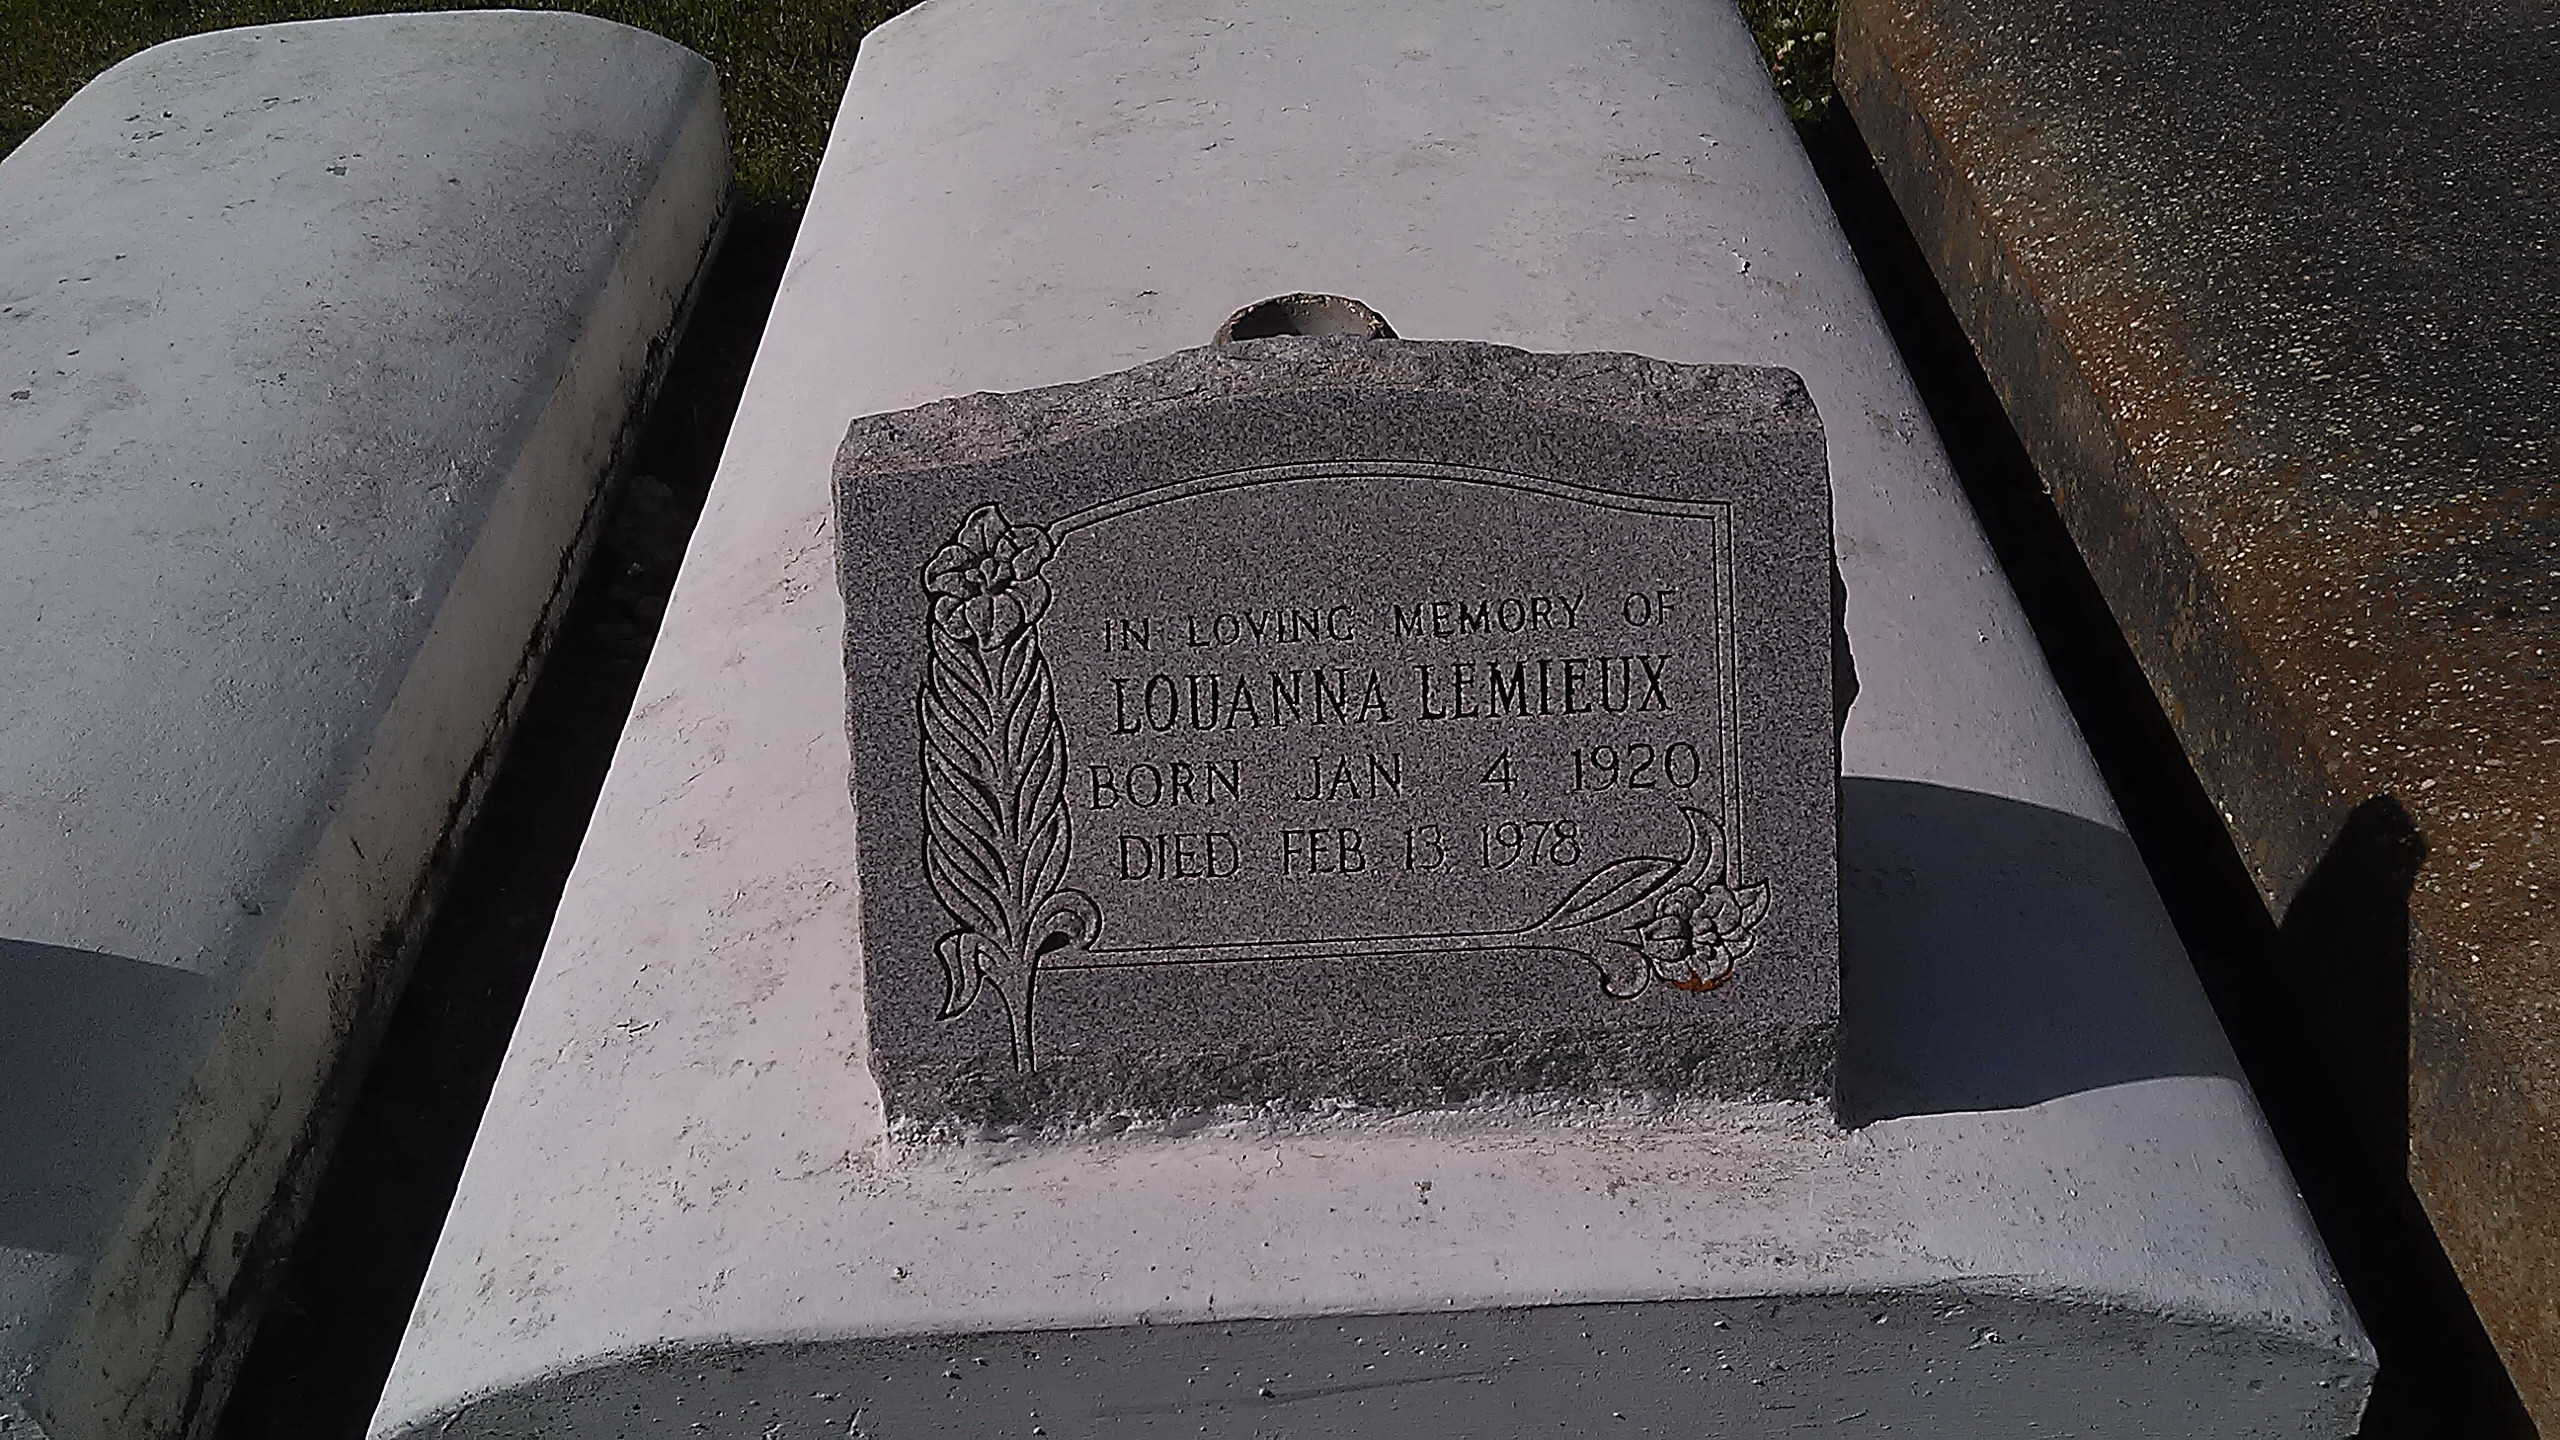 IN LOVING MEMORY OF
LOUANNA LEMIEUX
BORN JAN 4 1920
DIED FEB. 13, 1978